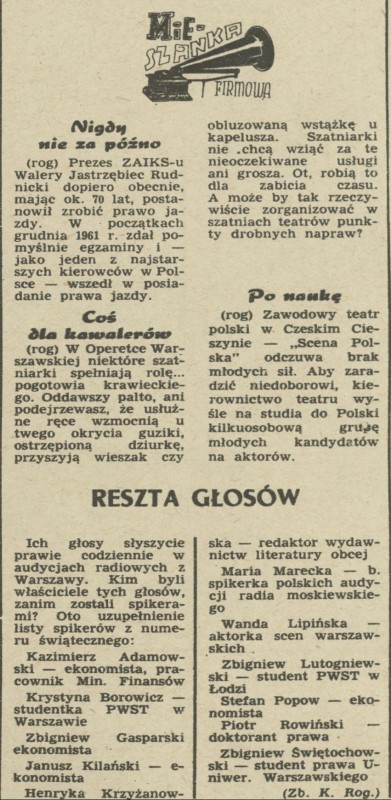 MIE-
SZANKA
FIRMOWA
Nigdy
nie za późno
(rog) Prezes ZAIKS-u
Walery Jastrzębiec Rud-
nicki dopiero obecnie,
mając ok. 70 lat, posta-
nowił zrobić prawo ja-
zdy. W początkach
grudnia 1961 r. zdał po-
myślnie egzaminy i —
jako jeden z najstar-
szych kierowców w Pol-
sce — wszedł w posia-
danie prawa jazdy.
Coś
dla kawalerów
(rog) W Operetce War-
szawskiej niektóre szat-
niarki spełniają rolę...
pogotowia krawieckie-
go. Oddawszy palto, ani
podejrzewasz, że usłuż-
ne ręce wzmocnią u
twego okrycia guziki,
ostrzępioną dziurkę,
przyszyją wieszak czy
obluzowaną wstążkę u
kapelusza. Szatniarki
nie chcą wziąć za te
nieoczekiwane usługi
ani grosza. Ot, robią to
dla zabicia czasu.
A może by tak rzeczy-
wiście zorganizować w
szatniach teatrów punk-
ty drobnych napraw?
Po naukę
(rog) Zawodowy teatr
polski w Czeskim Cie-
szynie — „Scena Pol-
ska" odczuwa brak
młodych sił. Aby zara-
dzić niedoborowi, kie-
rownictwo teatru wy-
śle na studia do Polski
kilkuosobową grupę
młodych kandydatów
na aktorów.
RESZTA GŁOSÓW
Ich głosy słyszycie
prawie codziennie w
audycjach radiowych z
Warszawy. Kim byli
właściciele tych głosów,
zanim zostali spikera-
mi? Oto uzupełnienie
listy spikerów z nume-
ru świątecznego:
Kazimierz Adamow-
ski — ekonomista, pra-
cownik Min. Finansów
Krystyna Borowicz —
studentka PWST w
Warszawie
Zbigniew Gasparski
ekonomista
Janusz Kilański — e-
konomista
Henryka Krzyżanow-
ska — redaktor wydaw-
nictw literatury obcej
Maria Marecka — b.
spikerka polskich audy-
cji radia moskiewskie-
go
Wanda Lipińska —
aktorka scen warszaw-
skich
Zbigniew Lutogniew-
ski — student PWST w
Łodzi
Stefan Popow — eko-
nomista
Piotr Rowiński —
doktorant prawa
Zbigniew Świętochow-
ski — student prawa U-
niwer. Warszawskiego
(Zb. K. Rog.)